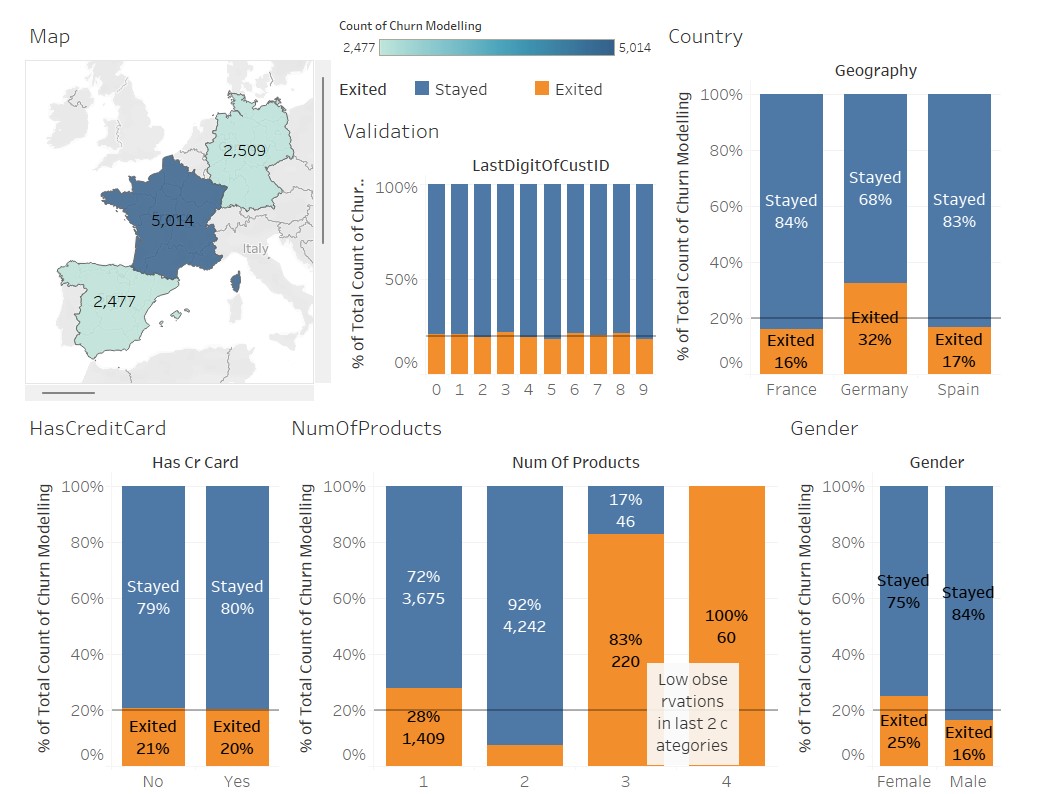 Map
Count of Churn Modelling
2,477
5,014
Exited
Stayed
Exited
2,509
5,014
2,477
Italy
Validation
LastDigitOfCustID
% of Total Count of Chur..
100%
50%
0%
0 1 2 3 4 5 6 7 8 9
Country
Geography
% of Total Count of Churn Modelling
100%
80%
60%
40%
20%
0%
Stayed
84%
Exited
16%
Stayed
68%
Exited
32%
Stayed
83%
Exited
17%
France Germany Spain
HasCreditCard
Has Cr Card
% of Total Count of Churn Modelling
100%
80%
60%
40%
20%
0%
Stayed
79%
Exited
21%
Stayed
80%
Exited
20%
No Yes
NumOfProducts
Num Of Products
% of Total Count of Churn Modelling
100%
80%
60%
40%
20%
0%
72%
3,675
28%
1,409
92%
4,242
17%
46
83%
220
100%
60
Low obse
rvations
in last 2 c
ategories
1 2 3 4
Gender
Gender
% of Total Count of Churn Modelling
100%
80%
60%
40%
20%
0%
Stayed
75%
Exited
25%
Stayed
84%
Exited
16%
Female Male